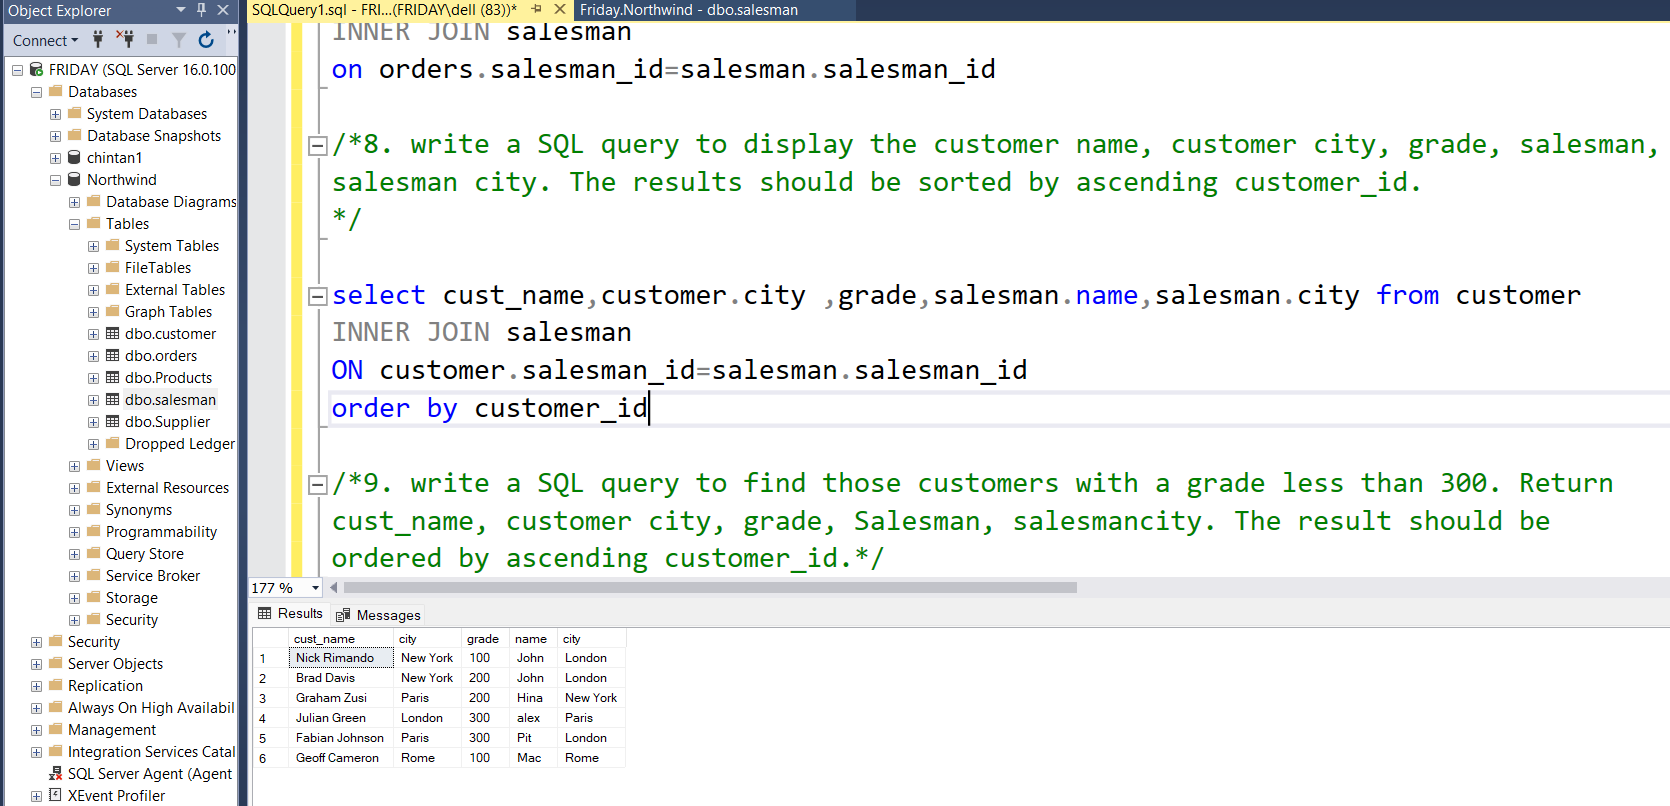 Object Explorer
Connect
FRIDAY (SQL Server 16.0.100
Databases
System Databases
Database Snapshots
chintan1
Northwind
Database Diagrams
Tables
System Tables
FileTables
External Tables
Graph Tables
dbo.customer
dbo.orders
dbo.Products
dbo.salesman
dbo.Supplier
Dropped Ledger
Views
External Resources
Synonyms
Programmability
Query Store
Service Broker
Storage
Security
Security
Server Objects
Replication
Always On High Availabil
Management
Integration Services Catal
SQL Server Agent (Agent
XEvent Profiler
SQLQuery1.sql - FRI...(FRIDAY\dell (83))*
Friday.Northwind - dbo.salesman
INNER JOIN salesman
on orders.salesman_id=salesman.salesman_id
/*8. write a SQL query to display the customer name, customer city, grade, salesman,
salesman city. The results should be sorted by ascending customer_id.
*/
select cust_name,customer.city ,grade,salesman.name,salesman.city from customer
INNER JOIN salesman
ON customer.salesman_id=salesman.salesman_id
order by customer_id
/*9. write a SQL query to find those customers with a grade less than 300. Return
cust_name, customer city, grade, Salesman, salesmancity. The result should be
ordered by ascending customer_id.*/
177 %
Results Messages
cust_name city grade name city
1 Nick Rimando New York 100 John London
2 Brad Davis New York 200 John London
3 Graham Zusi Paris 200 Hina New York
4 Julian Green London 300 alex Paris
5 Fabian Johnson Paris 300 Pit London
6 Geoff Cameron Rome 100 Mac Rome